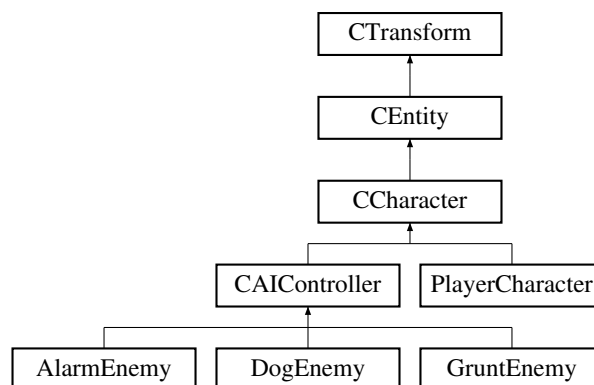 CTransform
CEntity
CCharacter
CAIController PlayerCharacter
AlarmEnemy DogEnemy GruntEnemy